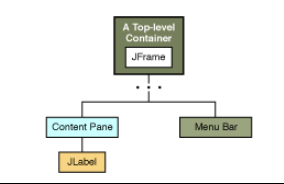 A Top-level
Container
JFrame
. . .
Content Pane
Menu Bar
JLabel